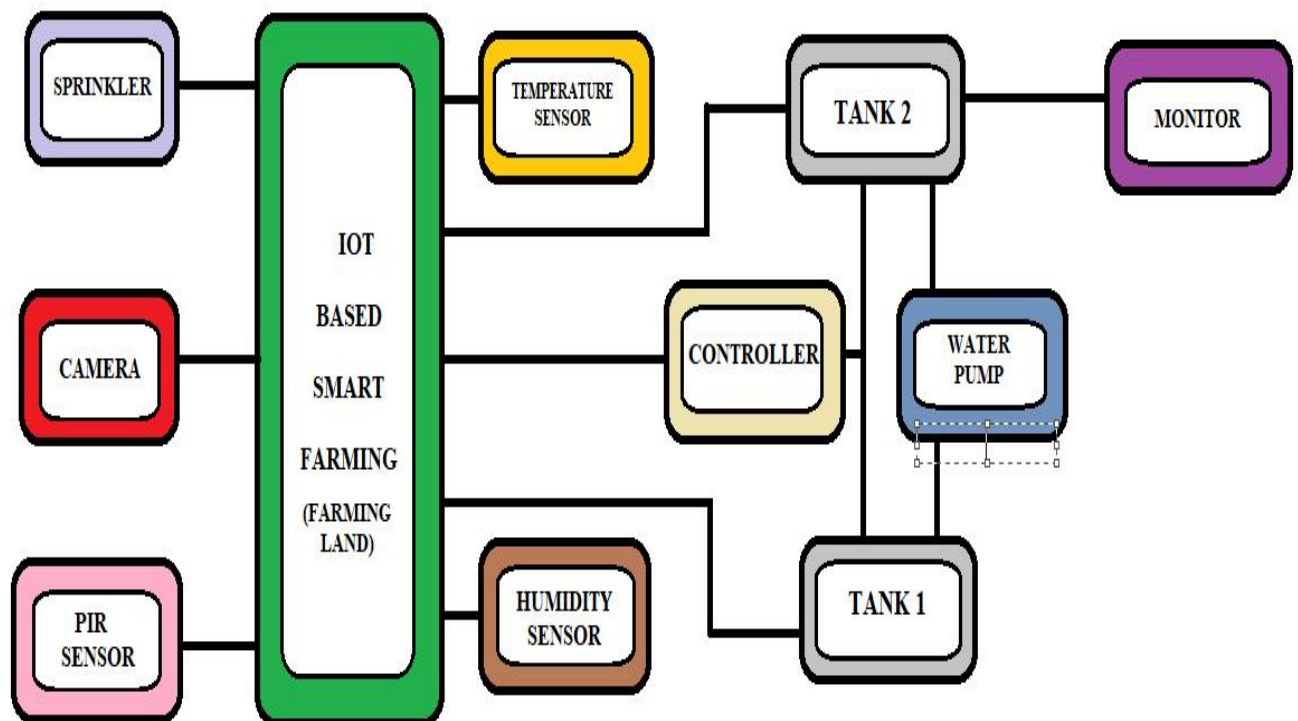 SPRINKLER
CAMERA
PIR
SENSOR
IOT
BASED
SMART
FARMING
(FARMING
LAND)
TEMPERATURE
SENSOR
HUMIDITY
SENSOR
CONTROLLER
TANK 2
WATER
PUMP
TANK 1
MONITOR